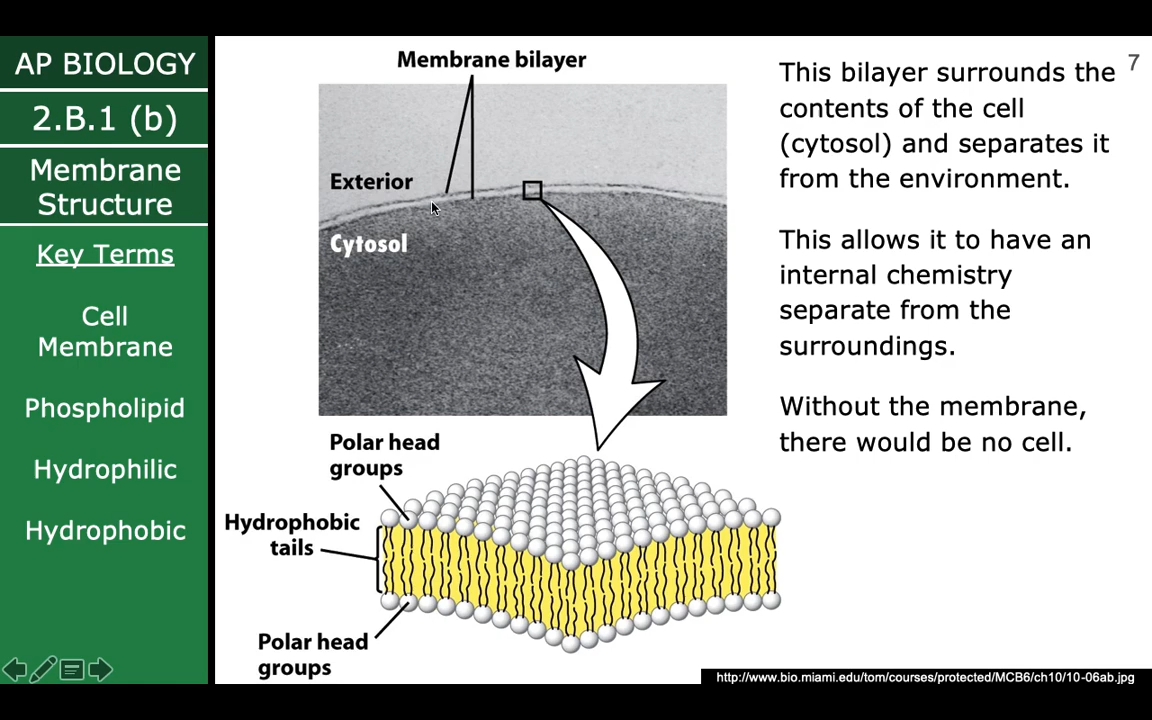 AP BIOLOGY
2.B.1 (b)
Membrane
Structure
Key Terms
Cell
Membrane
Phospholipid
Hydrophilic
Hydrophobic
Membrane bilayer
Exterior
Cytosol
Polar head
groups
Hydrophobic
tails
Polar head
groups
7
This bilayer surrounds the
contents of the cell
(cytosol) and separates it
from the environment.
This allows it to have an
internal chemistry
separate from the
surroundings.
Without the membrane,
there would be no cell.
http://www.bio.miami.edu/tom/courses/protected/MCB6/ch10/10-06ab.jpg